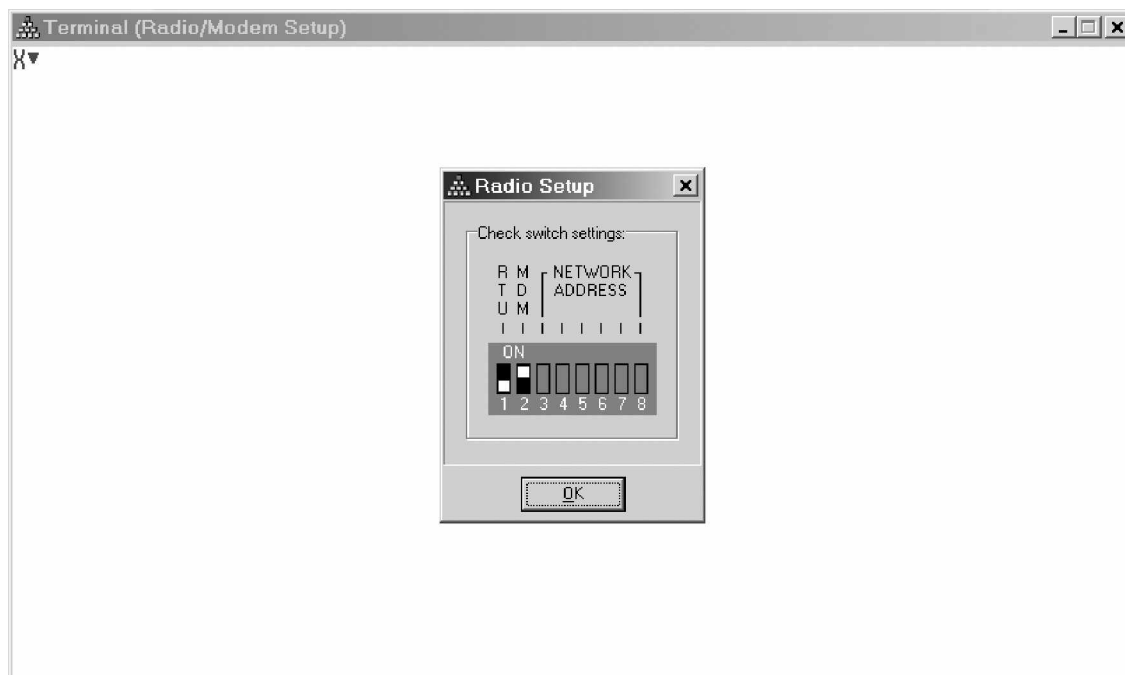 Terminal (Radio/Modem Setup)
X▼
Radio Setup
Check switch settings:
R M NETWORK
T D ADDRESS
U M
ON
1 2 3 4 5 6 7 8
OK